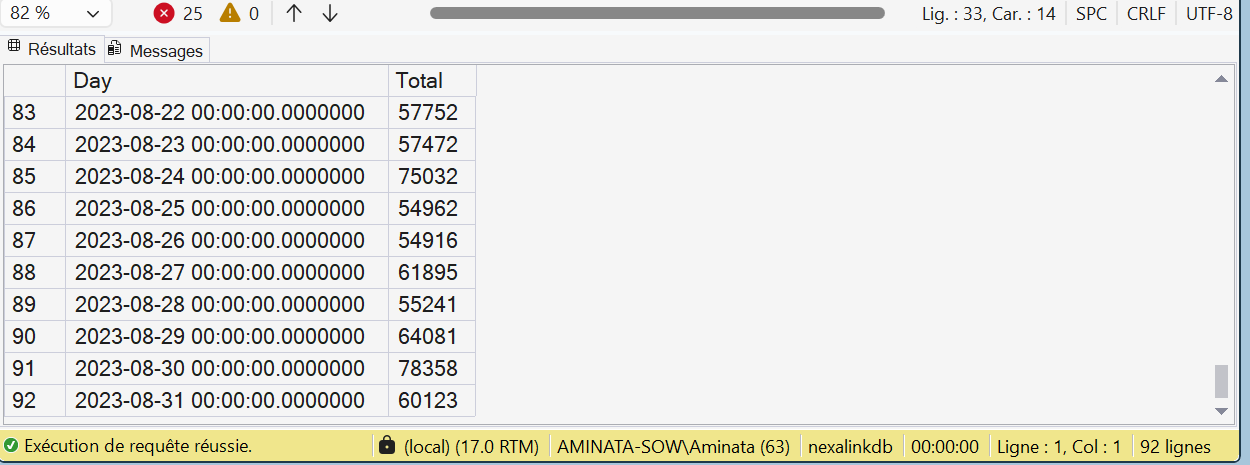 82 % 25 0 Lig. : 33, Car. : 14 SPC CRLF UTF-8
Résultats Messages
Day Total
83 2023-08-22 00:00:00.0000000 57752
84 2023-08-23 00:00:00.0000000 57472
85 2023-08-24 00:00:00.0000000 75032
86 2023-08-25 00:00:00.0000000 54962
87 2023-08-26 00:00:00.0000000 54916
88 2023-08-27 00:00:00.0000000 61895
89 2023-08-28 00:00:00.0000000 55241
90 2023-08-29 00:00:00.0000000 64081
91 2023-08-30 00:00:00.0000000 78358
92 2023-08-31 00:00:00.0000000 60123
Exécution de requête réussie. (local) (17.0 RTM) AMINATA-SOW\Aminata (63) nexalinkdb 00:00:00 Ligne : 1, Col : 1 92 lignes